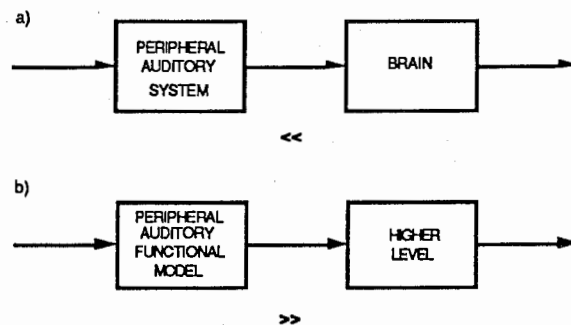 a)
PERIPHERAL
AUDITORY
SYSTEM
BRAIN
<<
b)
PERIPHERAL
AUDITORY
FUNCTIONAL
MODEL
HIGHER
LEVEL
>>